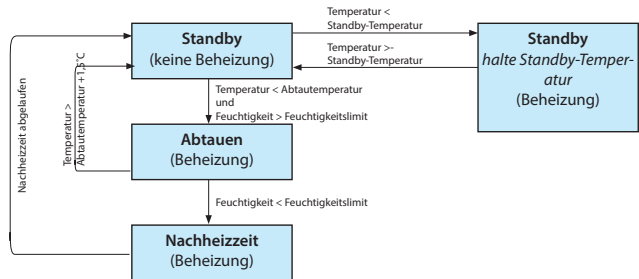 Standby
(keine Beheizung)
Temperatur <
Standby-Temperatur
Temperatur >-
Standby-Temperatur
Standby
halte Standby-Temper-
atur
(Beheizung)
Temperatur < Abtautemperatur
und
Feuchtigkeit > Feuchtigkeitslimit
Abtauen
(Beheizung)
Feuchtigkeit < Feuchtigkeitslimit
Nachheizzeit
(Beheizung)
Nachheizzeit abgelaufen
Temperatur >
Abtautemperatur +1,5°C